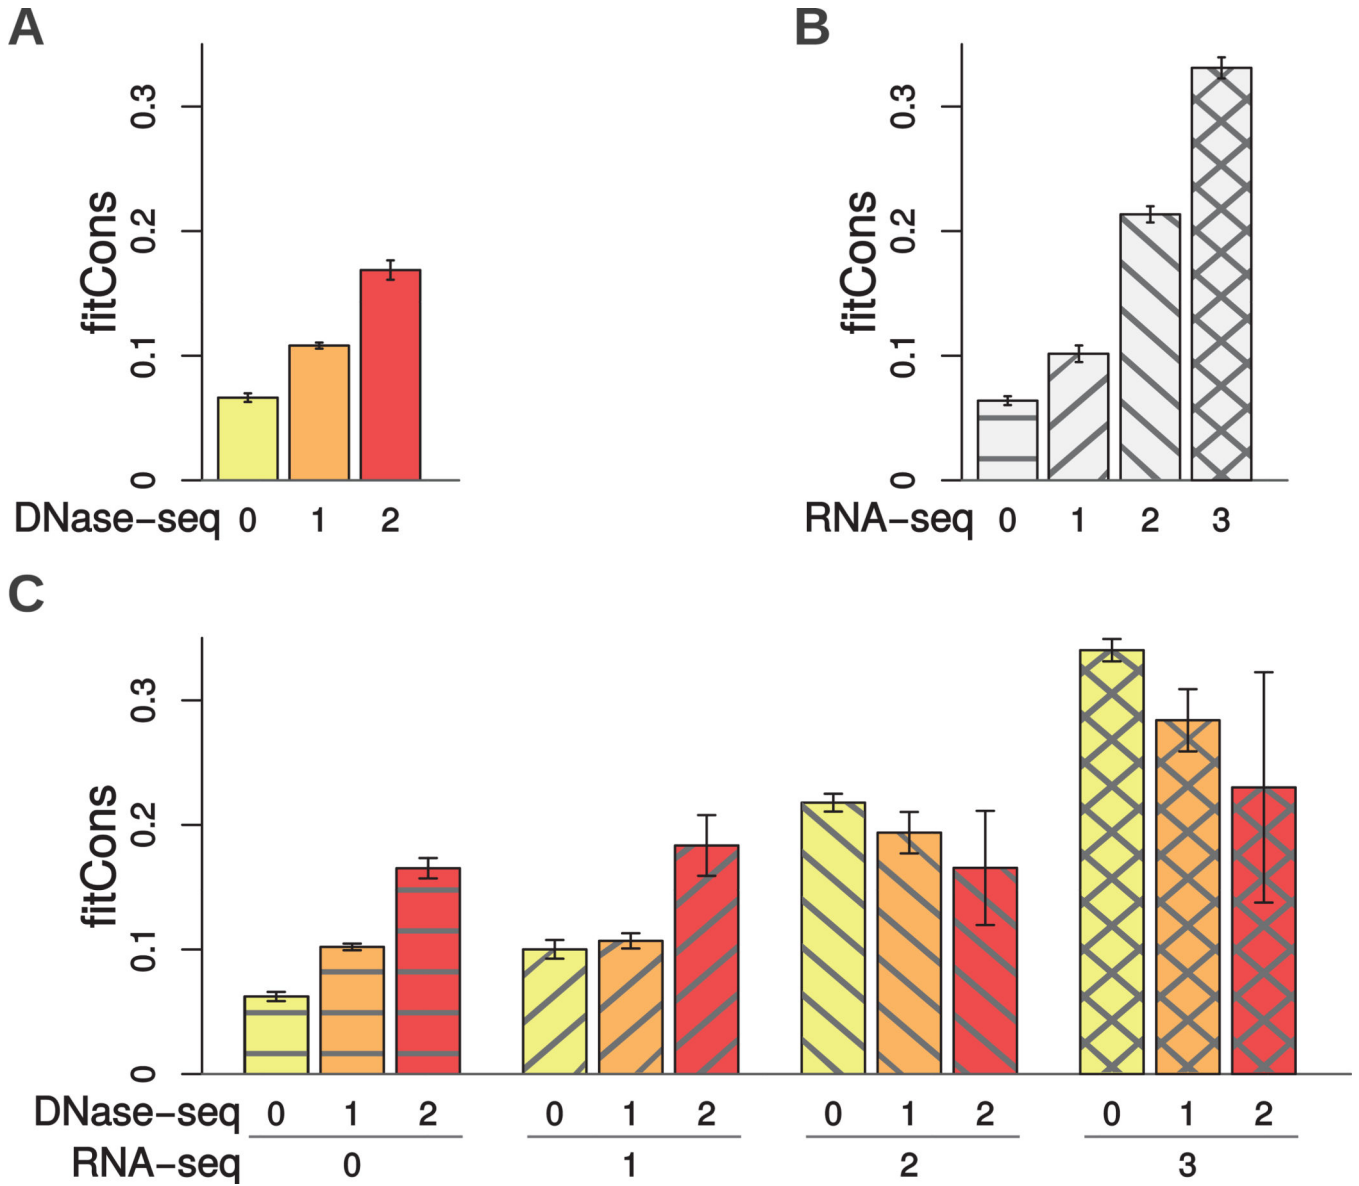 A
B
fitCons
0.3
0.2
0.1
0
DNase-seq 0 1 2
fitCons
0.3
0.2
0.1
0
RNA-seq 0 1 2 3
C
fitCons
0.3
0.2
0.1
0
DNase-seq 0 1 2 0 1 2 0 1 2 0 1 2
RNA-seq 0 1 2 3